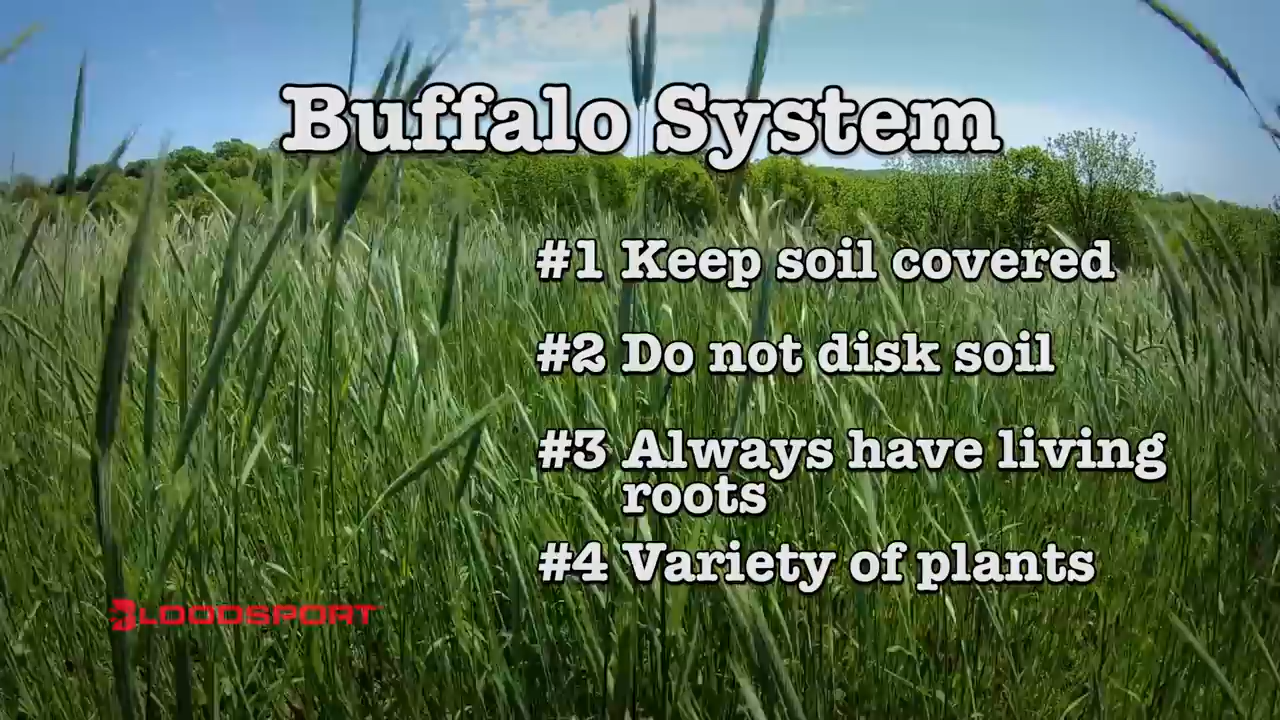 Buffalo System
#1 Keep soil covered
#2 Do not disk soil
#3 Always have living
roots
#4 Variety of plants
BLOODSPORT